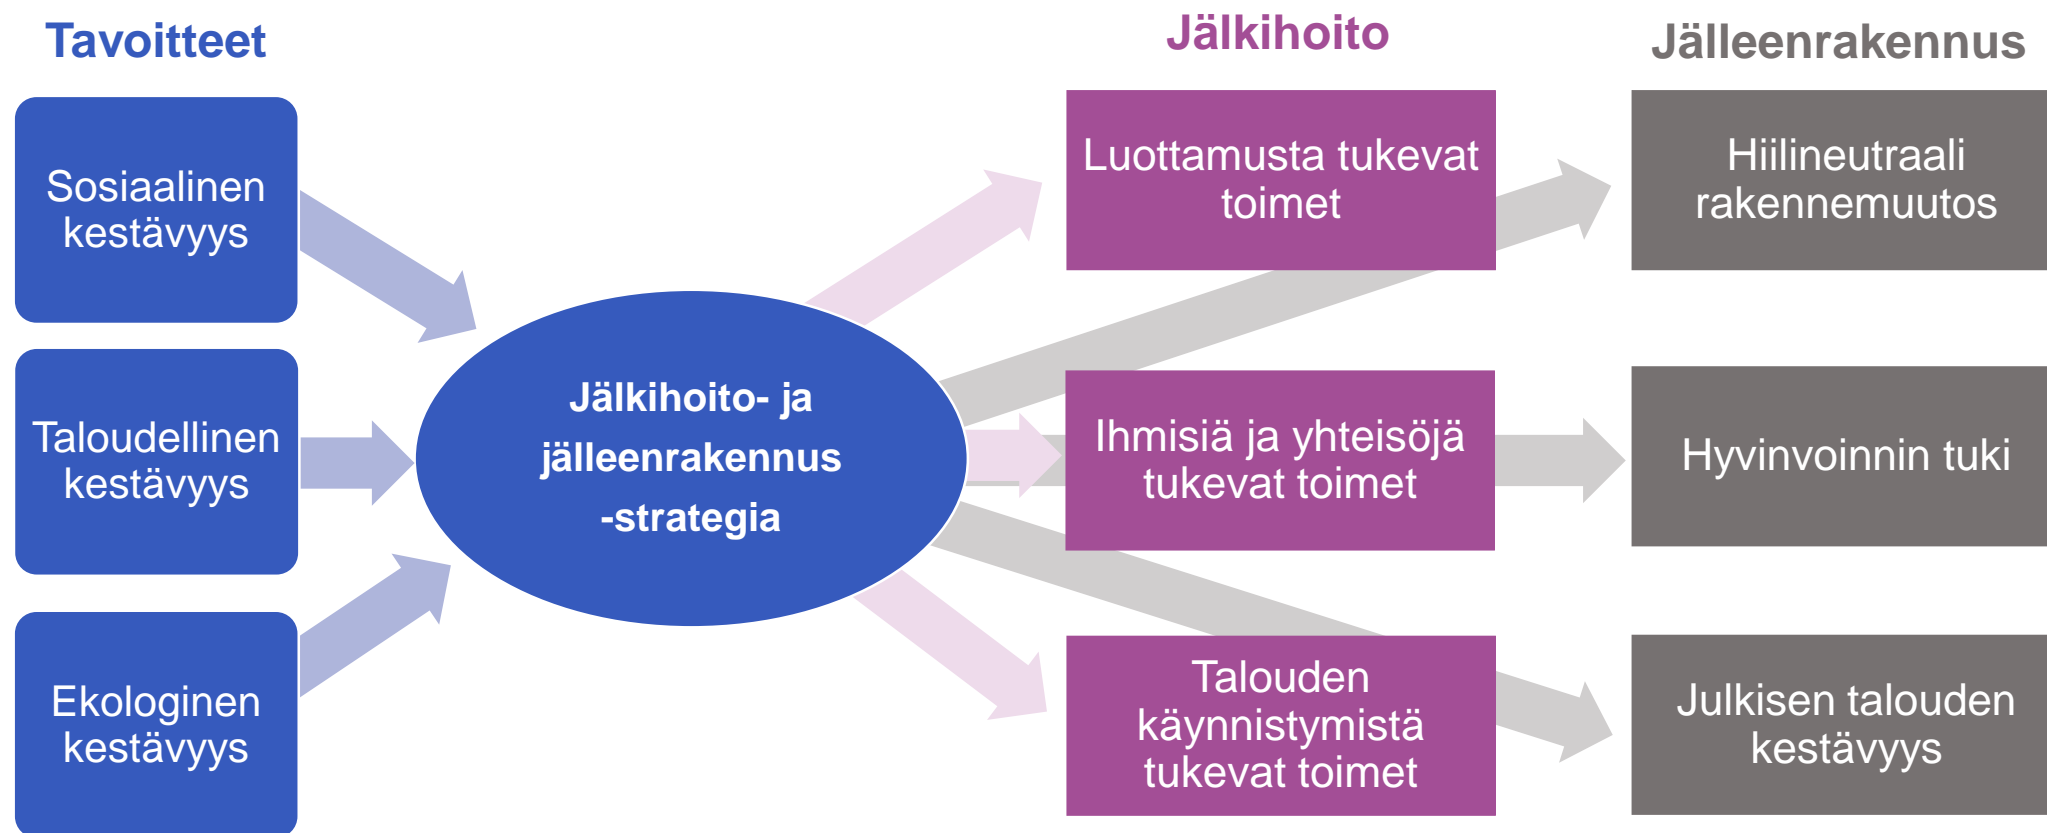 Tavoitteet
Sosiaalinen
kestävyys
Taloudellinen
kestävyys
Ekologinen
kestävyys
Jälkihoito- ja
jälleenrakennus
-strategia
Jälkihoito
Luottamusta tukevat
toimet
Ihmisiä ja yhteisöjä
tukevat toimet
Talouden
käynnistymistä
tukevat toimet
Jälleenrakennus
Hiilineutraali
rakennemuutos
Hyvinvoinnin tuki
Julkisen talouden
kestävyys